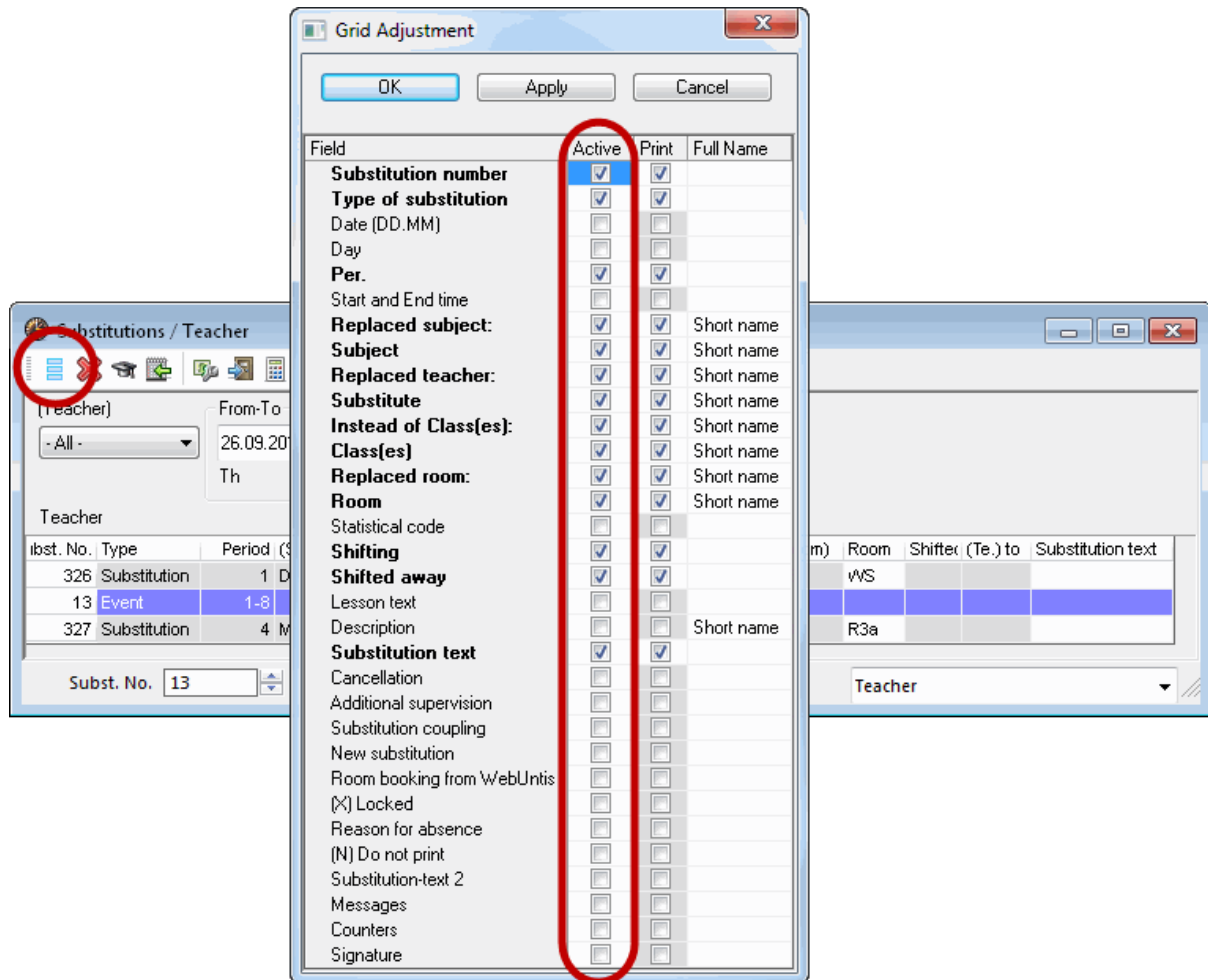 Grid Adjustment
OK Apply Cancel
Field Active Print Full Name
Substitution number
Type of substitution
Date (DD.MM)
Day
Per.
Start and End time
Replaced subject: Short name
Subject Short name
Replaced teacher: Short name
Substitute Short name
Instead of Class(es): Short name
Class(es) Short name
Replaced room: Short name
Room Short name
Statistical code
Shifting
Shifted away
Lesson text
Description Short name
Substitution text
Cancellation
Additional supervision
Substitution coupling
New substitution
Room booking from WebUntis
(X) Locked
Reason for absence
(N) Do not print
Substitution-text 2
Messages
Counters
Signature
Substitutions / Teacher
(Teacher) From-To
- All - 26.09.20
Th
Teacher
bst. No. Type Period (S m) Room Shifted (Te.) to Substitution text
326 Substitution 1 D WS
13 Event 1-8
327 Substitution 4 M R3a
Subst. No. 13 Teacher